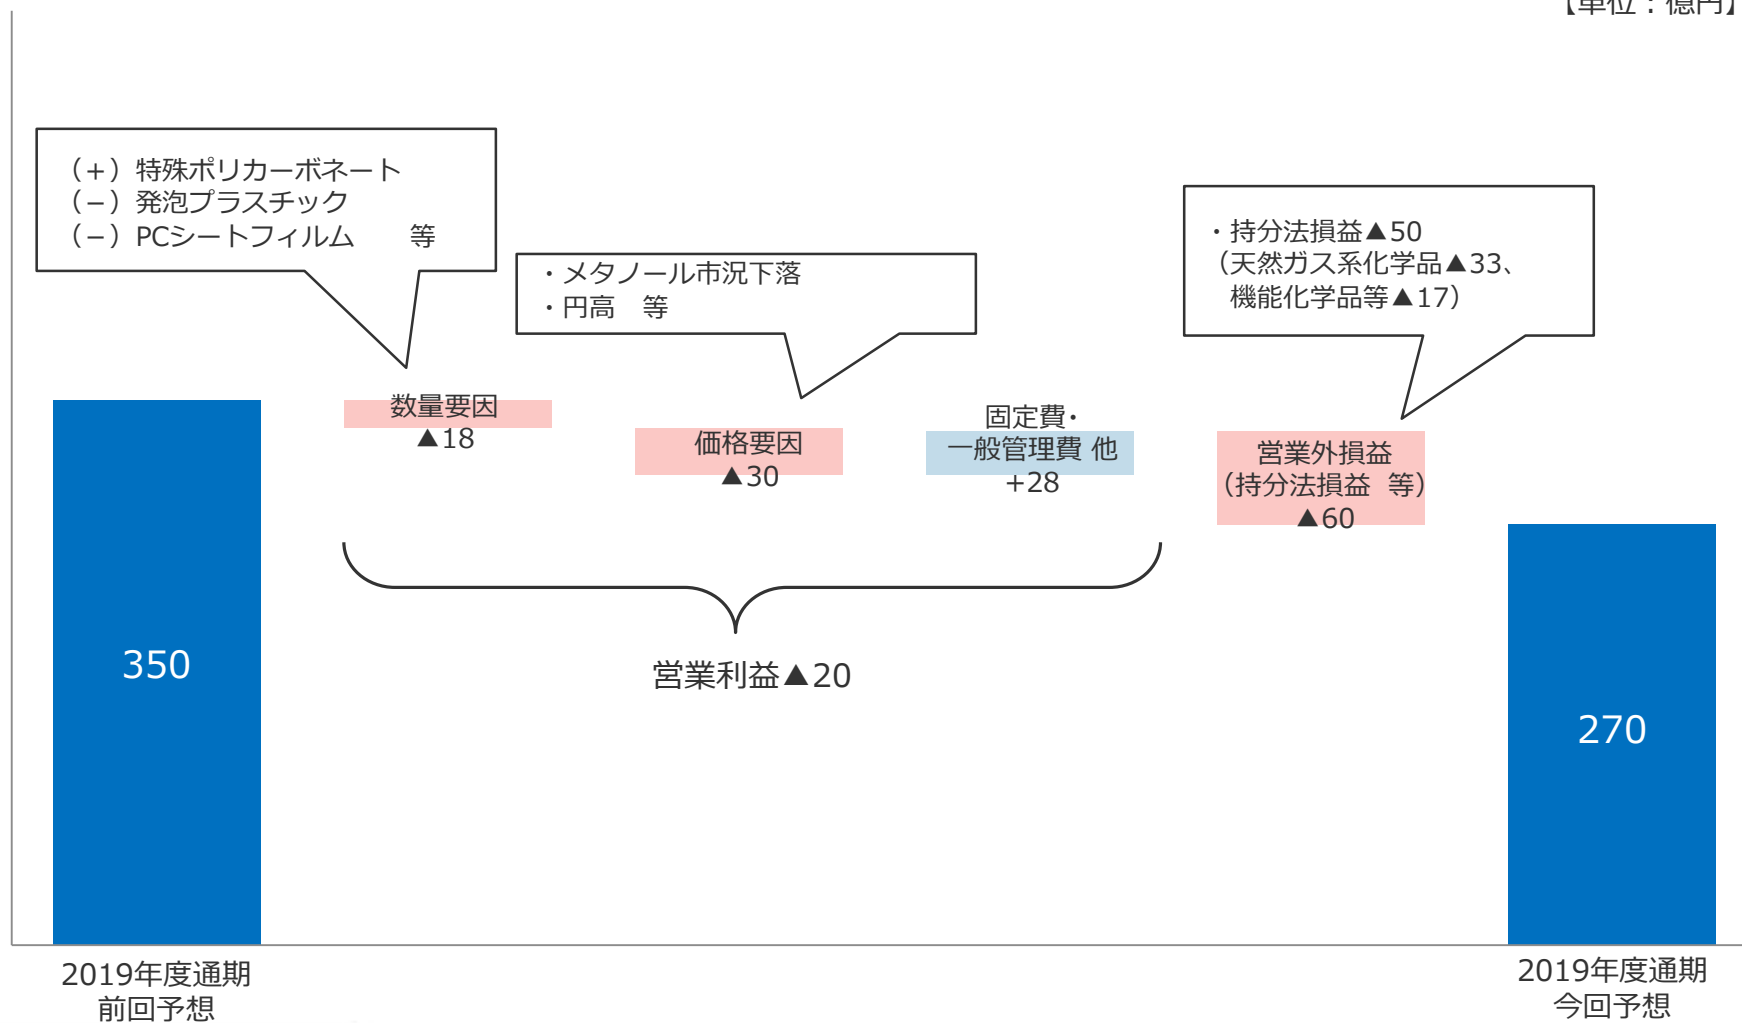 【単位：億円】
（+）特殊ポリカーボネート
（−）発泡プラスチック
（−）PCシートフィルム　　等
・メタノール市況下落
・円高　等
・持分法損益▲50
（天然ガス系化学品▲33、
機能化学品等▲17）
数量要因
▲18
価格要因
▲30
固定費・
一般管理費 他
+28
営業外損益
（持分法損益 等）
▲60
営業利益▲20
350
270
2019年度通期
前回予想
2019年度通期
今回予想